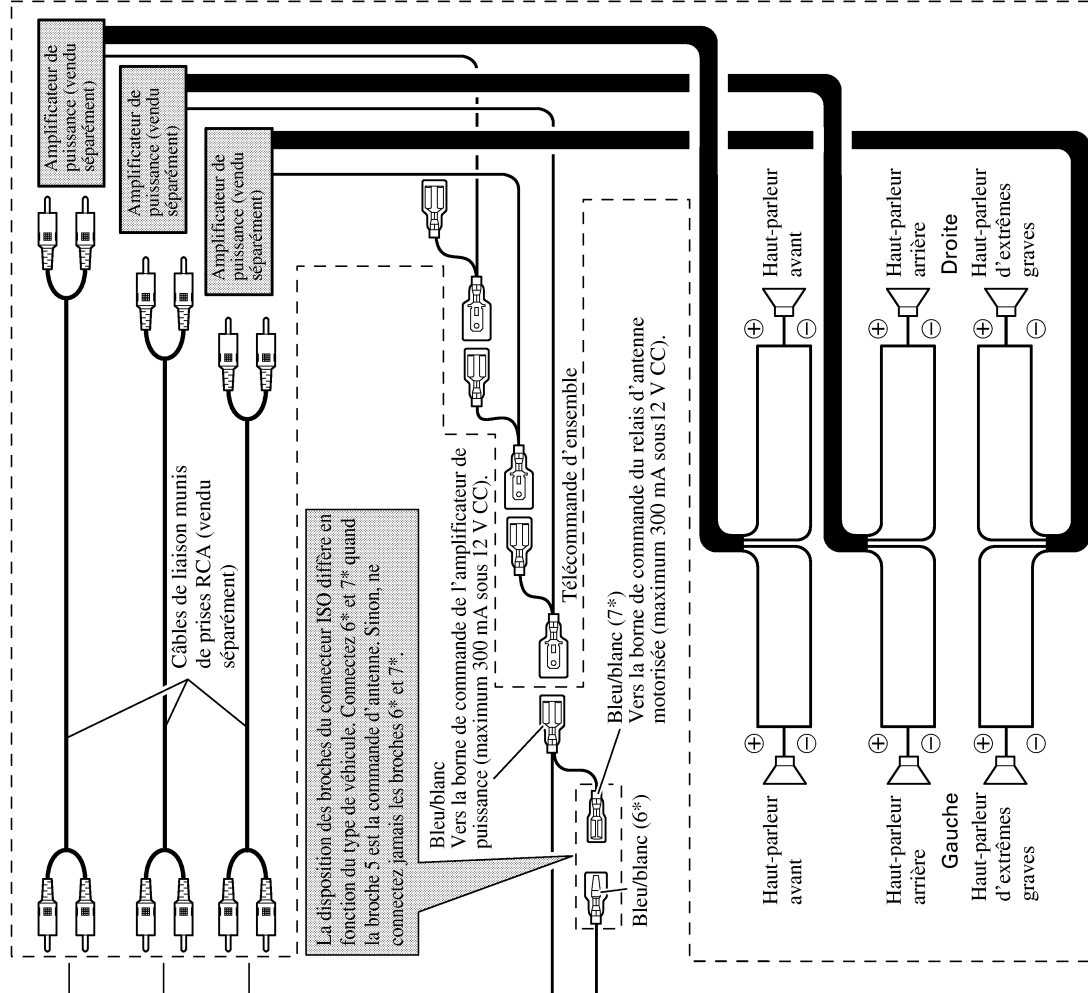 Amplificateur de
puissance (vendu
séparément)
Amplificateur de
puissance (vendu
séparément)
Amplificateur de
puissance (vendu
séparément)
Câbles de liaison munis
de prises RCA (vendu
séparément)
La disposition des broches du connecteur ISO diffère en
fonction du type de véhicule. Connectez 6* et 7* quand
la broche 5 est la commande d'antenne. Sinon, ne
connectez jamais les broches 6* et 7*.
Bleu/blanc
Vers la borne de commande de l'amplificateur de
puissance (maximum 300 mA sous 12 V CC).
Télécommande d'ensemble
Bleu/blanc (7*)
Vers la borne de commande du relais d'antenne
motorisée (maximum 300 mA sous12 V CC).
Bleu/blanc (6*)
Haut-parleur
avant
⊕
⊖
⊕
⊖
Haut-parleur
avant
Haut-parleur
arrière
⊕
⊖
⊕
⊖
Haut-parleur
arrière
Gauche
Droite
Haut-parleur
d'extrêmes
graves
⊕
⊖
⊕
⊖
Haut-parleur
d'extrêmes
graves